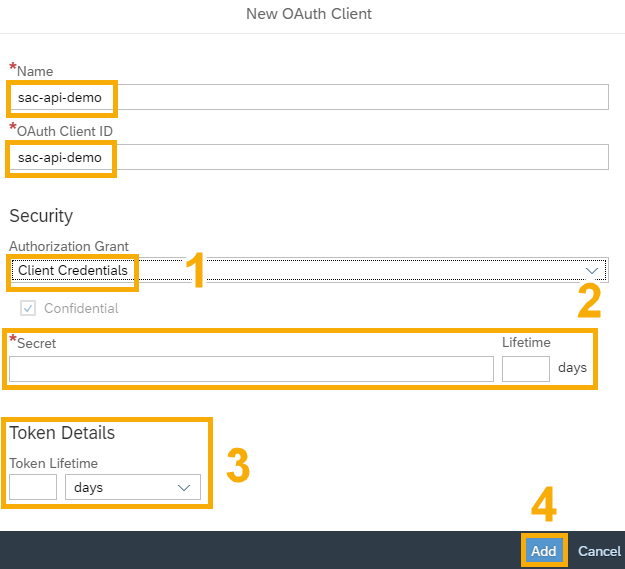 New OAuth Client
*Name
sac-api-demo
*OAuth Client ID
sac-api-demo
Security
Authorization Grant
Client Credentials
1
Confidential
2
*Secret Lifetime
days
Token Details
Token Lifetime
days
3
4
Add Cancel